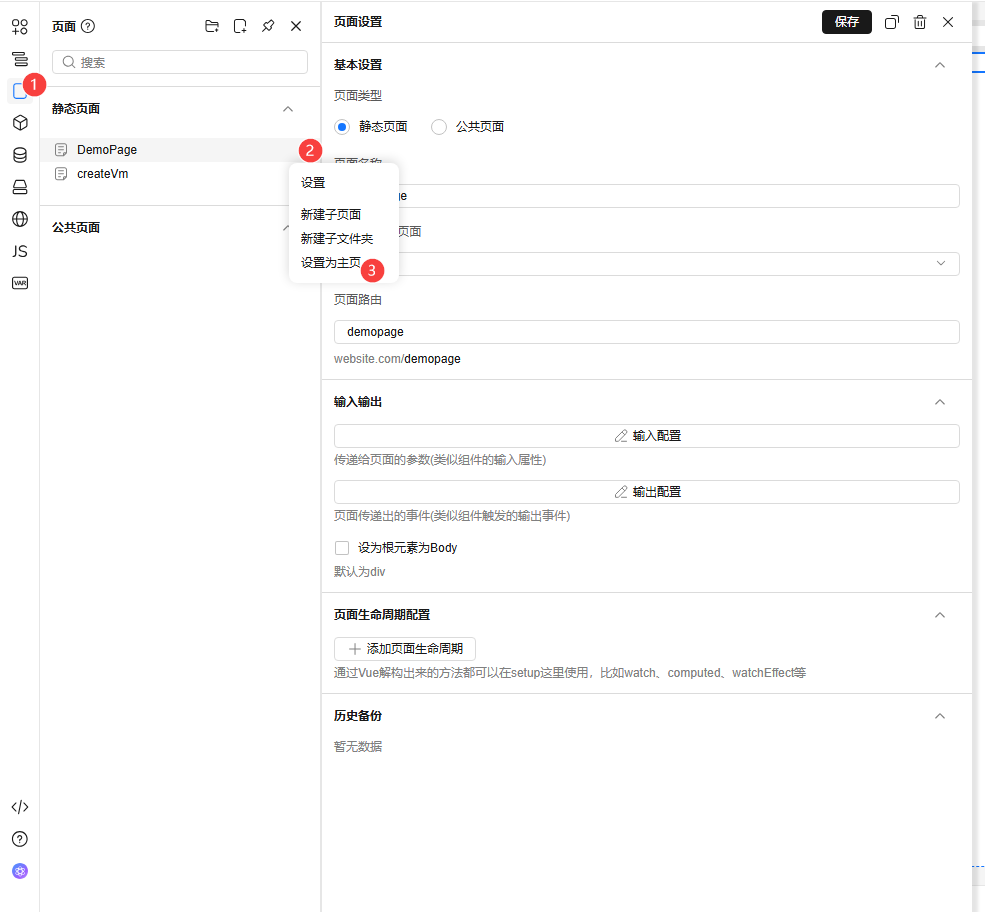 页面
搜索
1
静态页面
DemoPage
createVm
公共页面
JS
VAR
2
设置
新建子页面
新建子文件夹
设置为主页
3
页面设置
保存
基本设置
页面类型
静态页面
公共页面
页面名称
ge
页面
页面路由
demopage
website.com/demopage
输入输出
输入配置
传递给页面的参数(类似组件的输入属性)
输出配置
页面传递出的事件(类似组件触发的输出事件)
设为根元素为Body
默认为div
页面生命周期配置
添加页面生命周期
通过Vue解构出来的方法都可以在setup这里使用，比如watch、computed、watchEffect等
历史备份
暂无数据